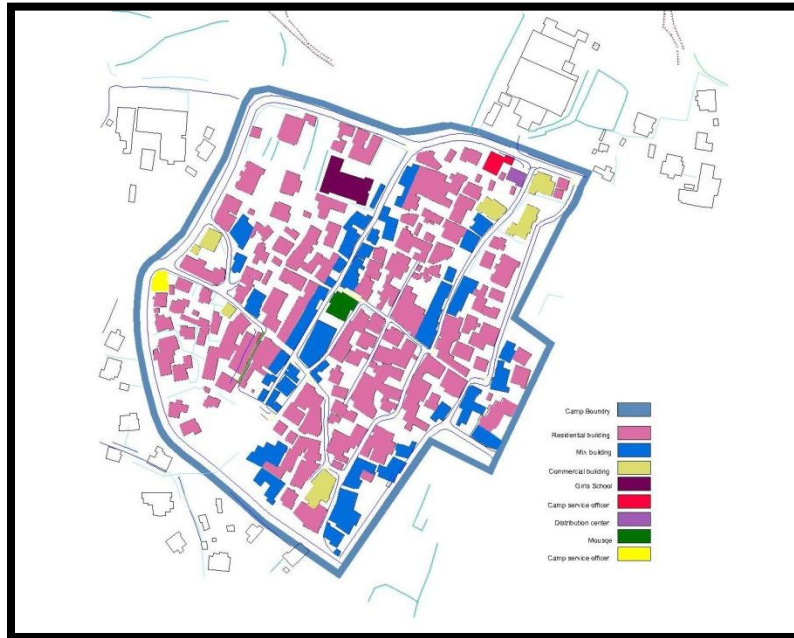 Camp Boundry
Residential building
Mix building
Commercial building
Girls School
Camp service officer
Distribution center
Mousqe
Camp service officer